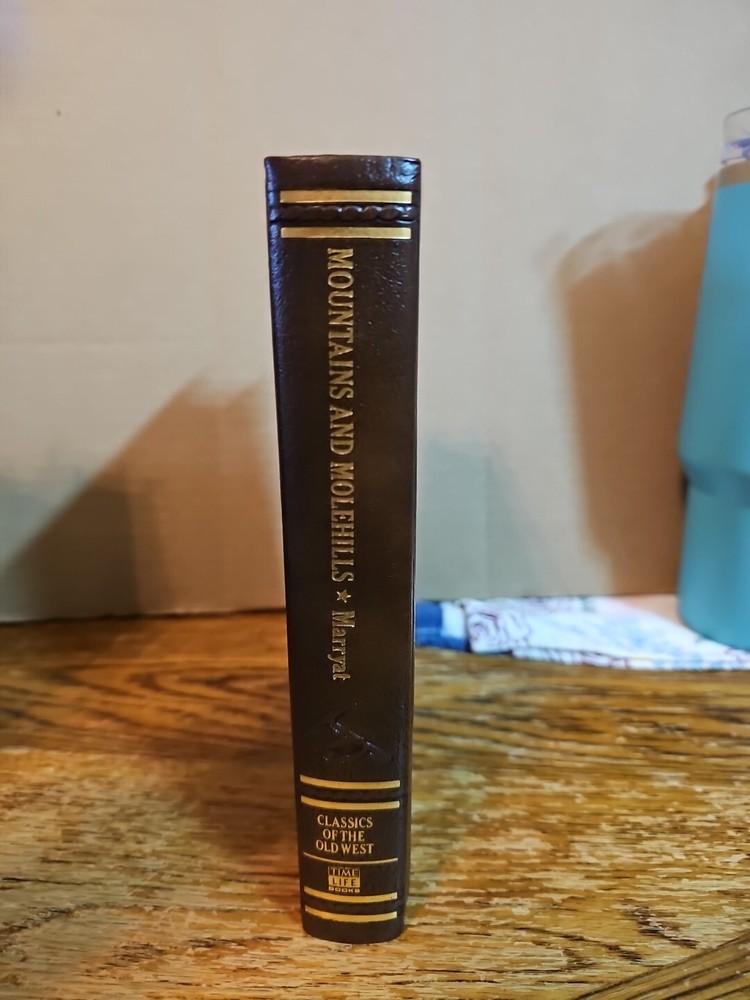 MOUNTAINS AND MOLEHILLS ★ Marryat
CLASSICS
OF THE
OLD WEST
TIME
LIFE
BOOKS